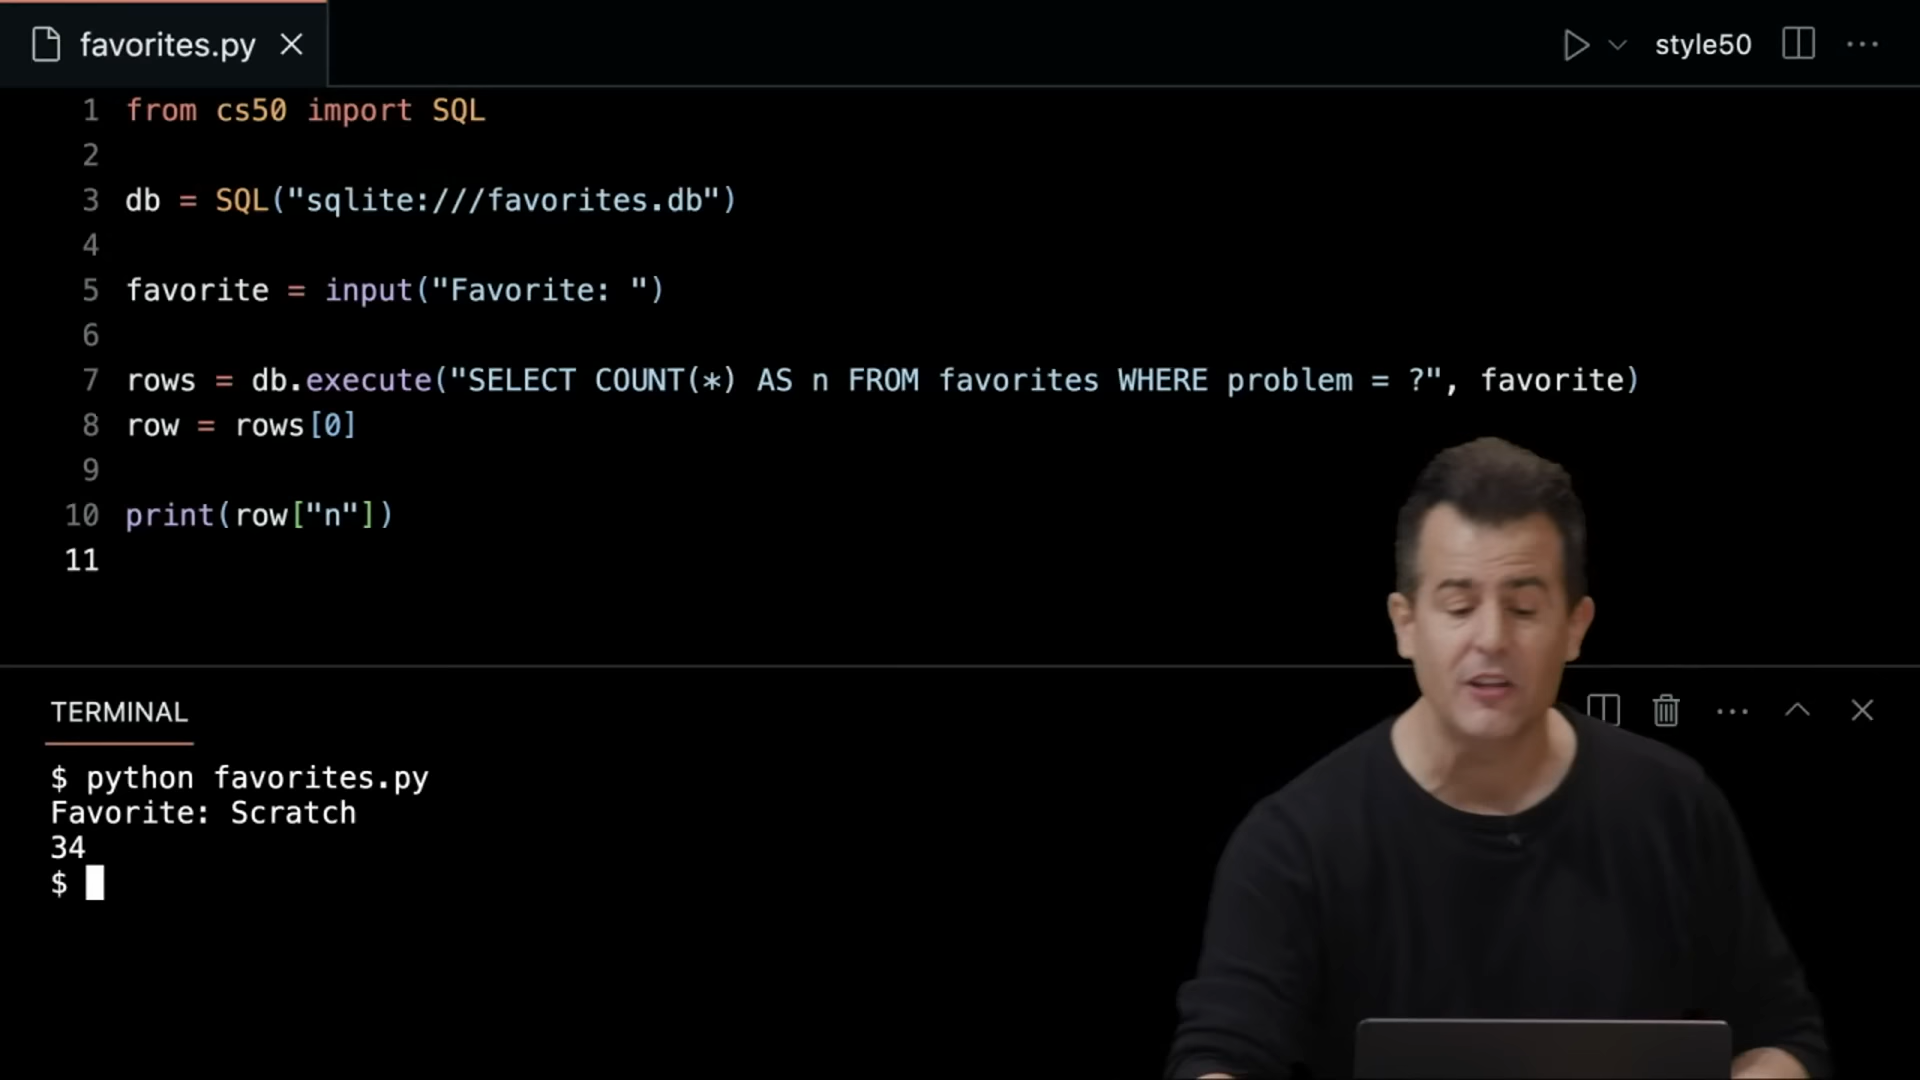 favorites.py
style50
1 from cs50 import SQL
2
3 db = SQL("sqlite:///favorites.db")
4
5 favorite = input("Favorite: ")
6
7 rows = db.execute("SELECT COUNT(*) AS n FROM favorites WHERE problem = ?", favorite)
8 row = rows[0]
9
10 print(row["n"])
11
TERMINAL
$ python favorites.py
Favorite: Scratch
34
$